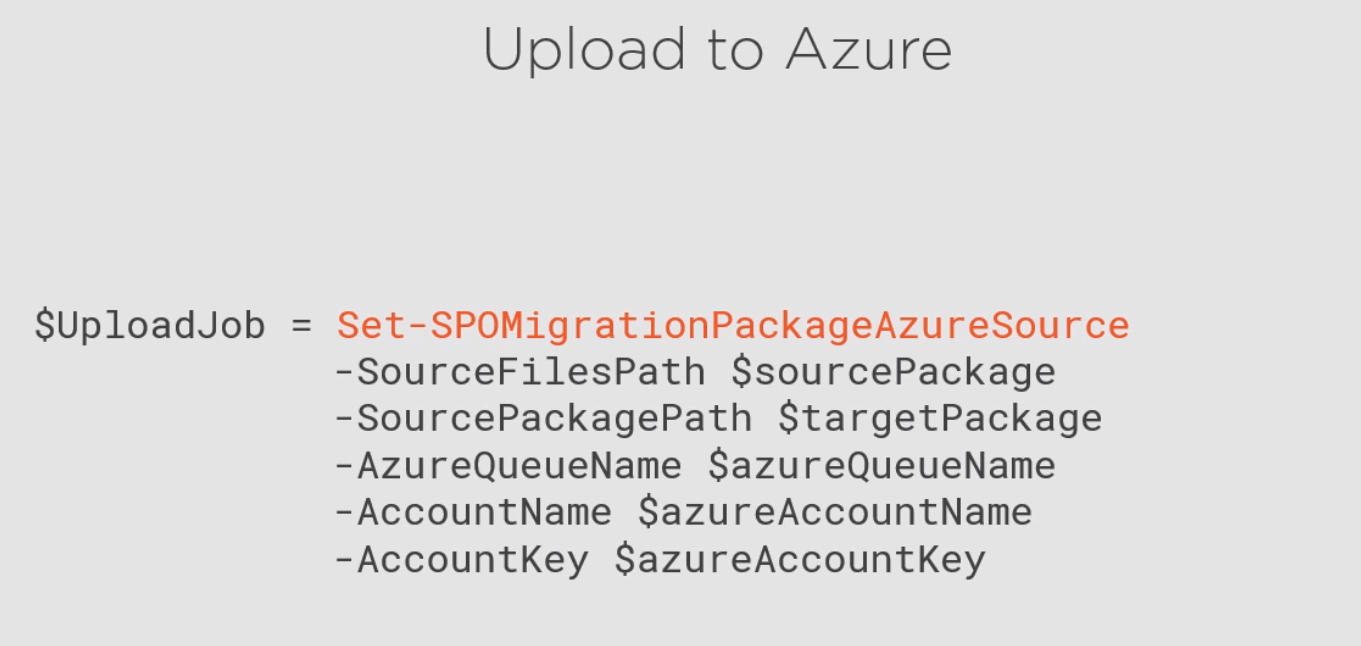 Upload to Azure
$UploadJob = Set-SPOMigrationPackageAzureSource
-SourceFilesPath $sourcePackage
-SourcePackagePath $targetPackage
-AzureQueueName $azureQueueName
-AccountName $azureAccountName
-AccountKey $azureAccountKey